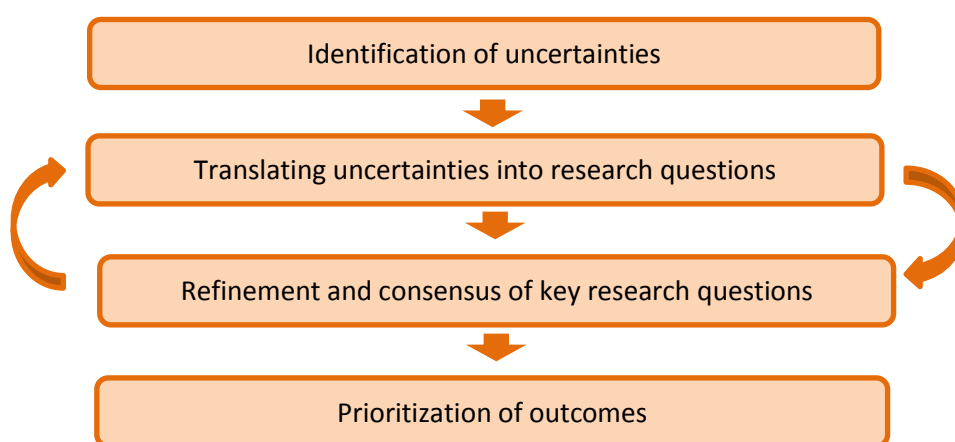 Identification of uncertainties
Translating uncertainties into research questions
Refinement and consensus of key research questions
Prioritization of outcomes